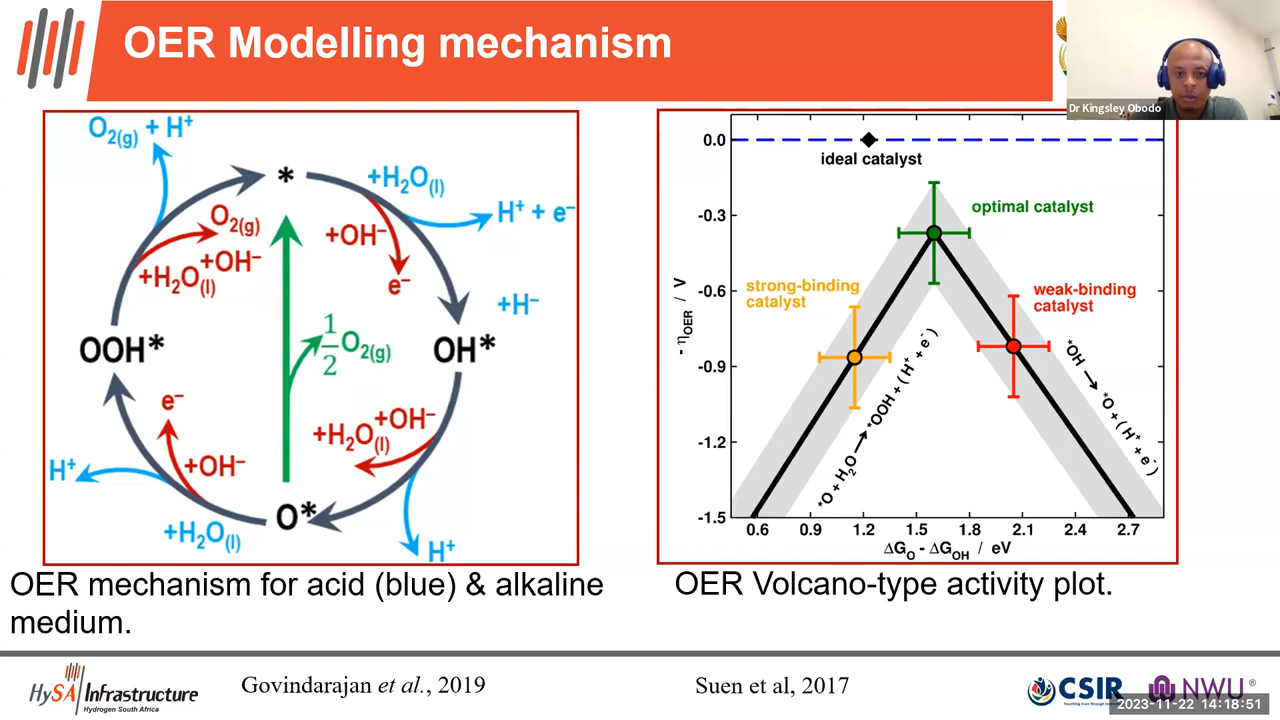 OER Modelling mechanism
Dr Kingsley Obodo
O2(g) + H⁺
*
+H2O(l)
H⁺ + e⁻
O2(g)
+OH⁻
+H2O(l)
+OH⁻
e⁻
+H⁻
OOH*
1/2 O2(g)
OH*
e⁻
+H2O(l)
+OH⁻
H⁺
+OH⁻
O*
+H2O(l)
H⁺
0.0
-0.3
-0.6
-0.9
-1.2
-1.5
- ηOER / V
ideal catalyst
optimal catalyst
strong-binding
catalyst
weak-binding
catalyst
*O + H2O → *OOH + (H⁺ + e⁻)
*OH → *O + (H⁺ + e⁻)
0.6 0.9 1.2 1.5 1.8 2.1 2.4 2.7
ΔGO - ΔGOH / eV
OER mechanism for acid (blue) & alkaline
medium.
OER Volcano-type activity plot.
HySA Infrastructure
Hydrogen South Africa
Govindarajan et al., 2019
Suen et al, 2017
CSIR
NWU®
2023-11-22 14:18:51